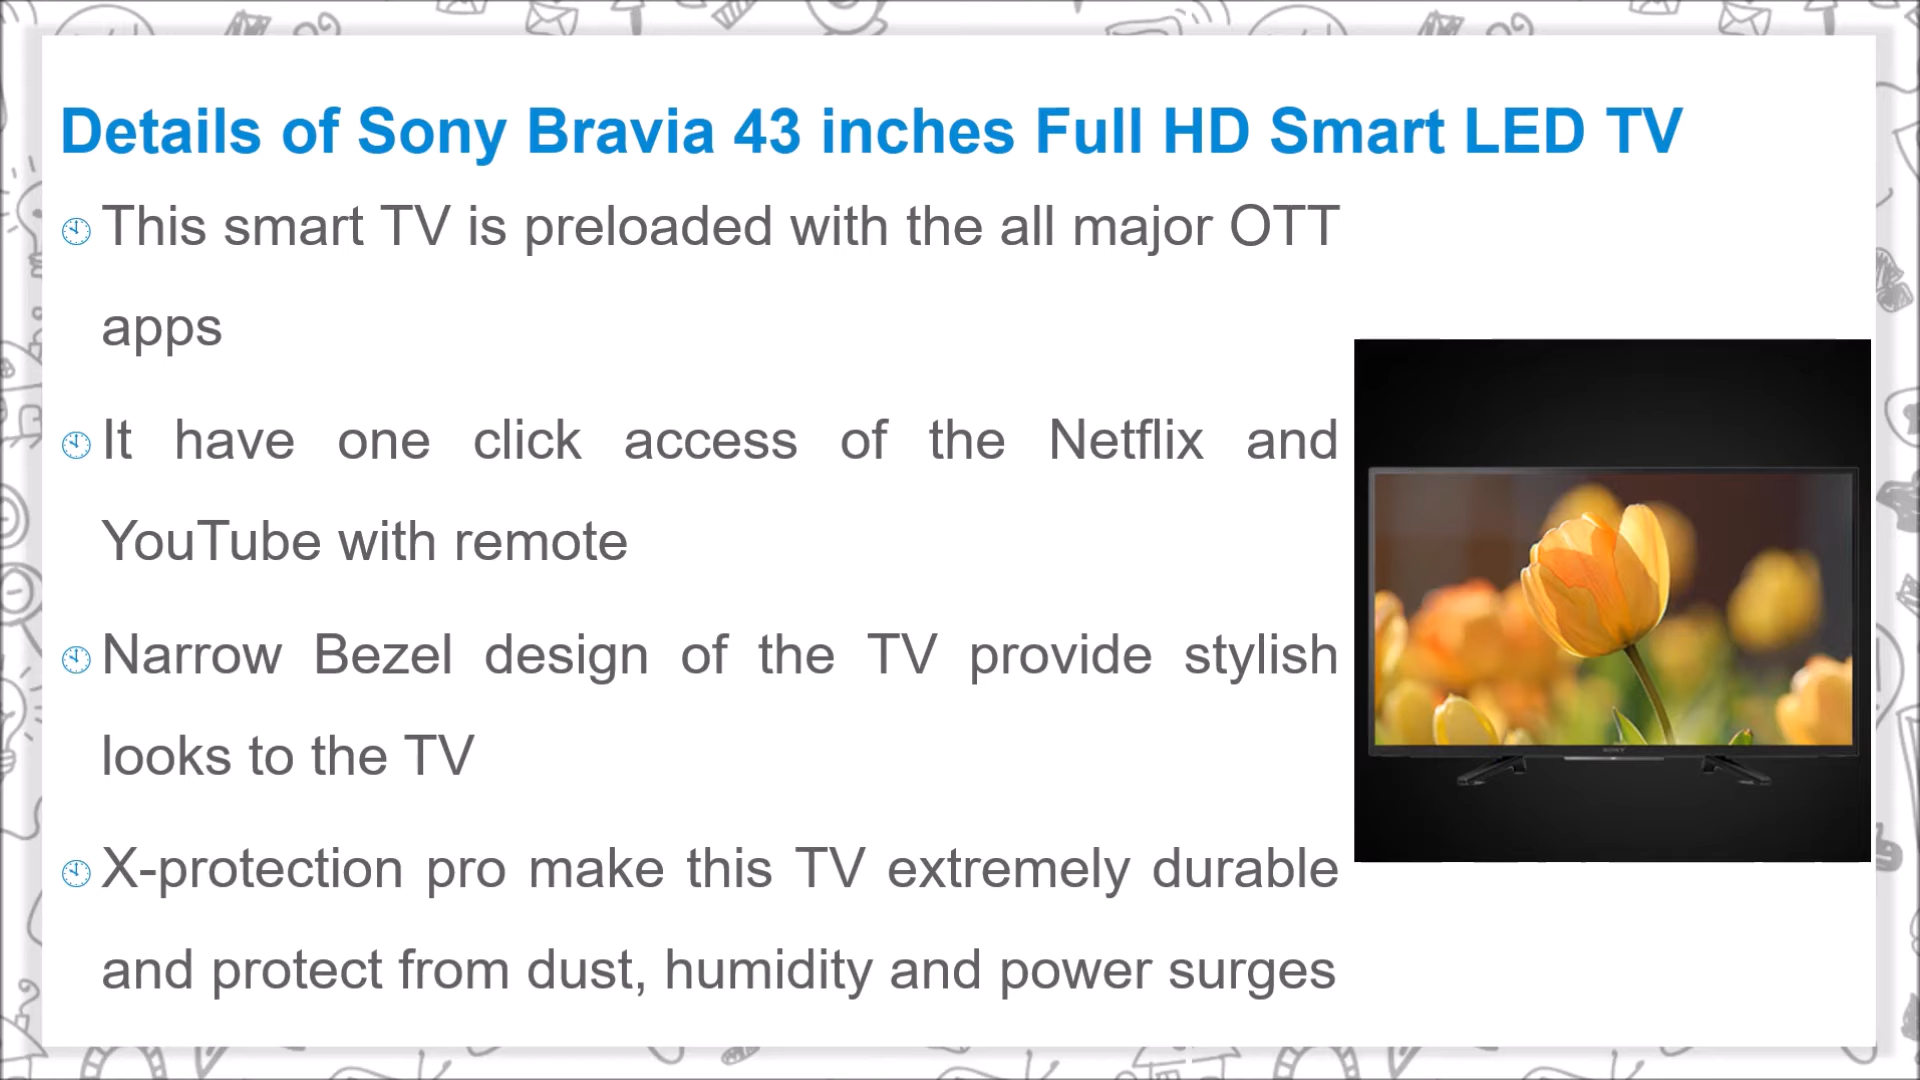 Details of Sony Bravia 43 inches Full HD Smart LED TV
This smart TV is preloaded with the all major OTT
apps
It have one click access of the Netflix and
YouTube with remote
Narrow Bezel design of the TV provide stylish
looks to the TV
X-protection pro make this TV extremely durable
and protect from dust, humidity and power surges
SONY